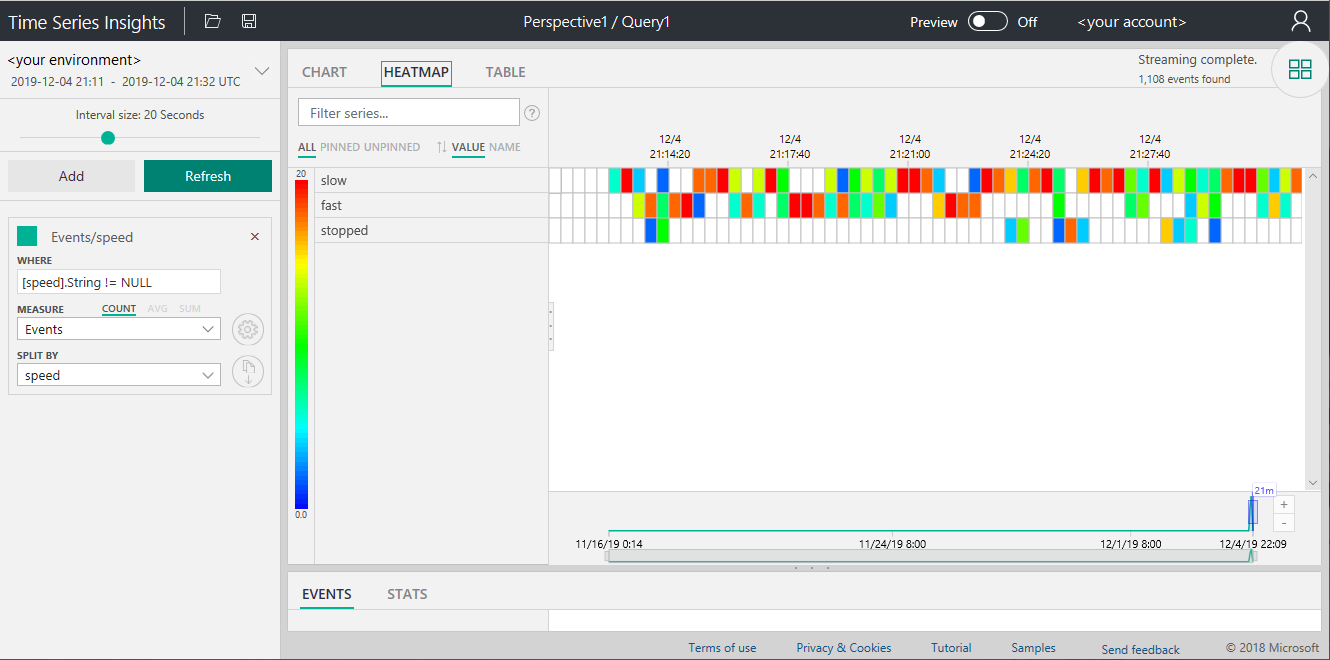 Time Series Insights
Perspective1 / Query1
Preview Off <your account>
<your environment>
2019-12-04 21:11 - 2019-12-04 21:32 UTC
Interval size: 20 Seconds
Add Refresh
Events/speed
WHERE
[speed].String != NULL
MEASURE COUNT AVG SUM
Events
SPLIT BY
speed
CHART HEATMAP TABLE
Streaming complete.
1,108 events found
Filter series... ?
ALL PINNED UNPINNED VALUE NAME
12/4 12/4 12/4 12/4 12/4
21:14:20 21:17:40 21:21:00 21:24:20 21:27:40
20
slow
fast
stopped
0.0
21m
+
-
11/16/19 0:14 11/24/19 8:00 12/1/19 8:00 12/4/19 22:09
EVENTS STATS
Terms of use Privacy & Cookies Tutorial Samples Send feedback © 2018 Microsoft